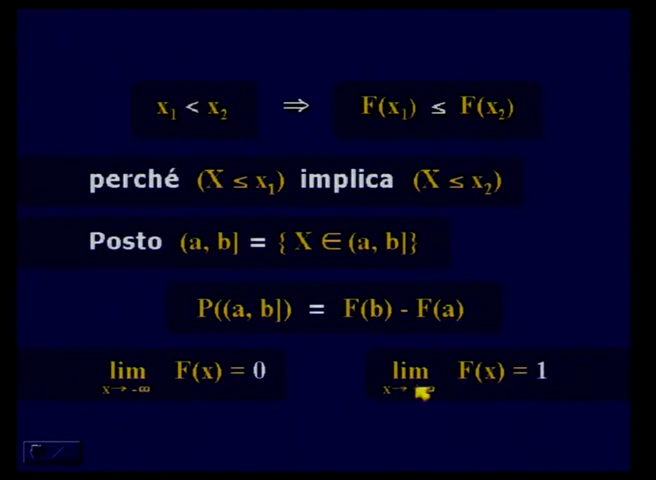 x₁ < x₂ ⇒ F(x₁) ≤ F(x₂)
perché (X ≤ x₁) implica (X ≤ x₂)
Posto (a, b] = { X ∈ (a, b]}
P((a, b]) = F(b) - F(a)
lim F(x) = 0 lim F(x) = 1
x→ -∞ x→